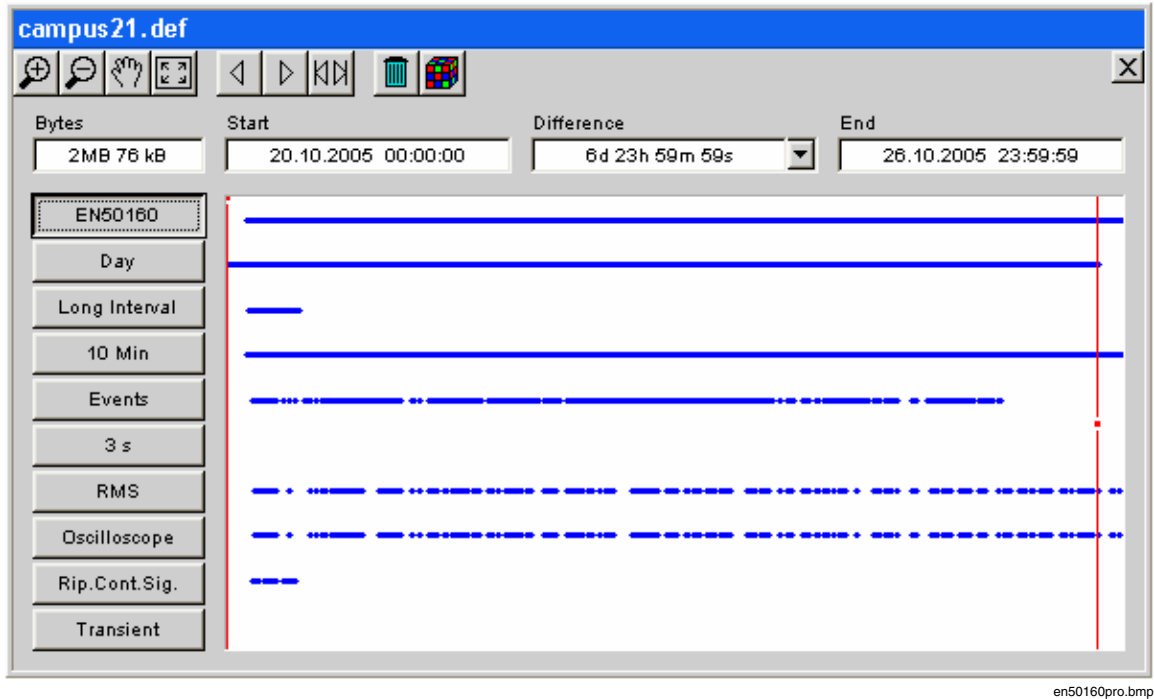 campus21.def
Bytes Start Difference End
2MB 76 kB 20.10.2005 00:00:00 6d 23h 59m 59s 26.10.2005 23:59:59
EN50160
Day
Long Interval
10 Min
Events
3 s
RMS
Oscilloscope
Rip.Cont.Sig.
Transient
en50160pro.bmp